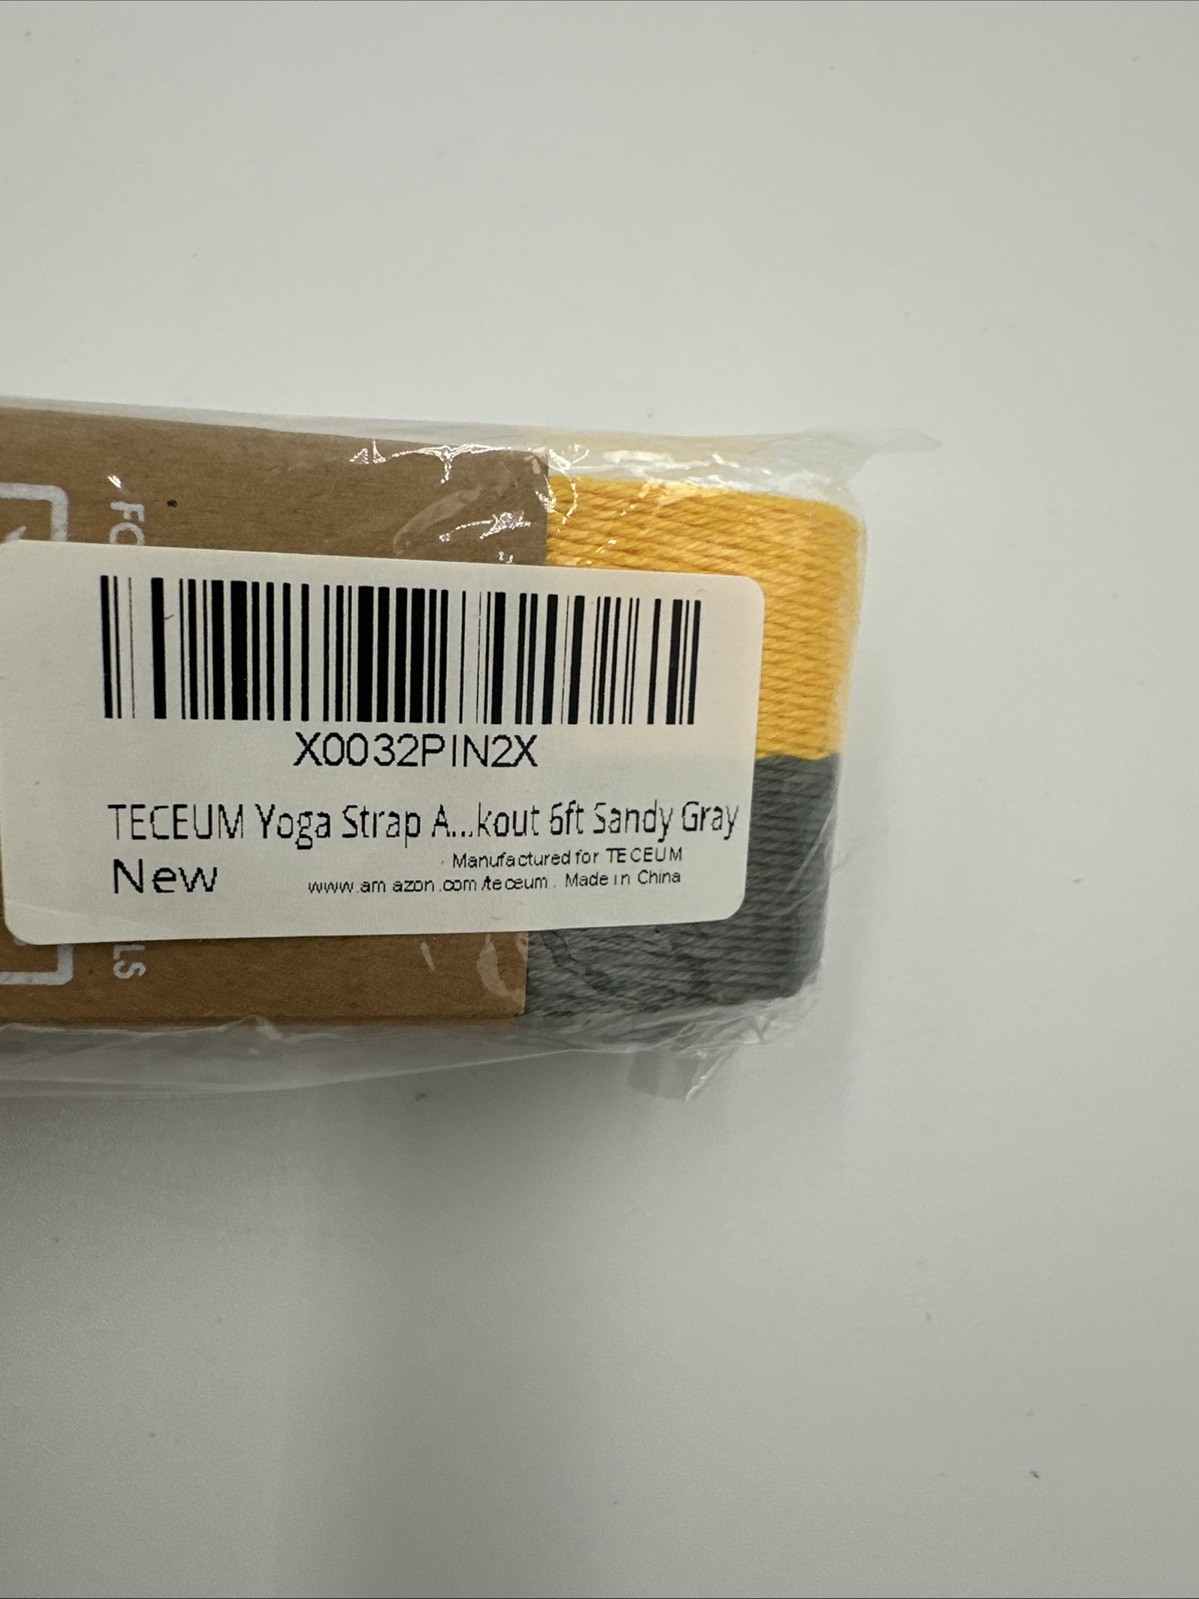 X0032PIN2X
TECEUM Yoga Strap A...kout 6ft Sandy Gray
New
Manufactured for TECEUM
www.amazon.com/teceum. Made in China